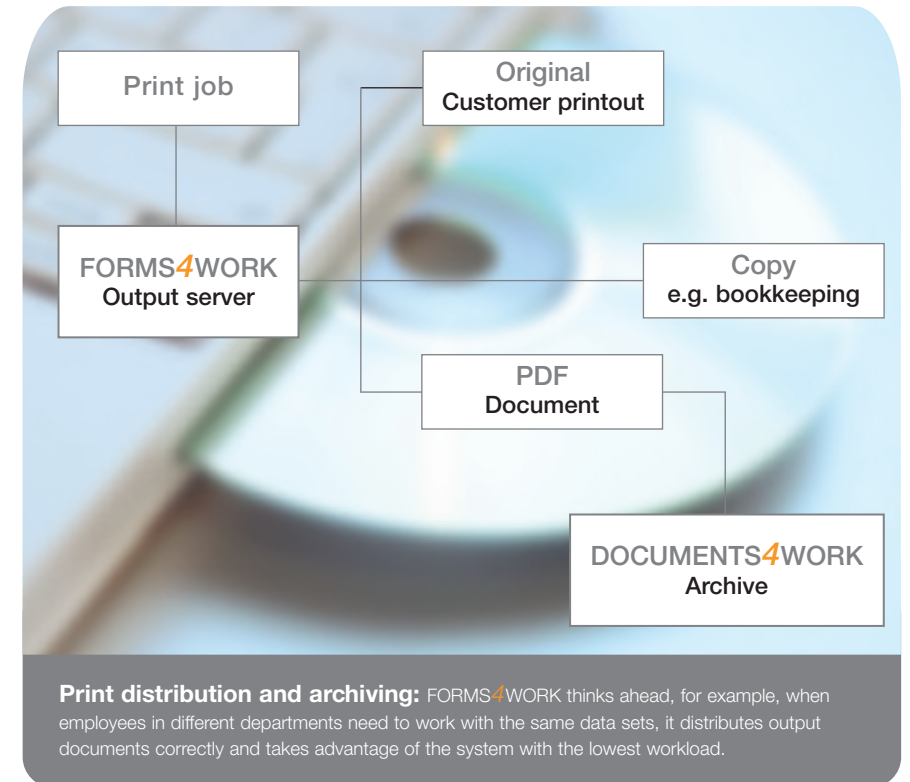 Print job
Original
Customer printout
FORMS4WORK
Output server
Copy
e.g. bookkeeping
PDF
Document
DOCUMENTS4WORK
Archive
Print distribution and archiving: FORMS4WORK thinks ahead, for example, when
employees in different departments need to work with the same data sets, it distributes output
documents correctly and takes advantage of the system with the lowest workload.